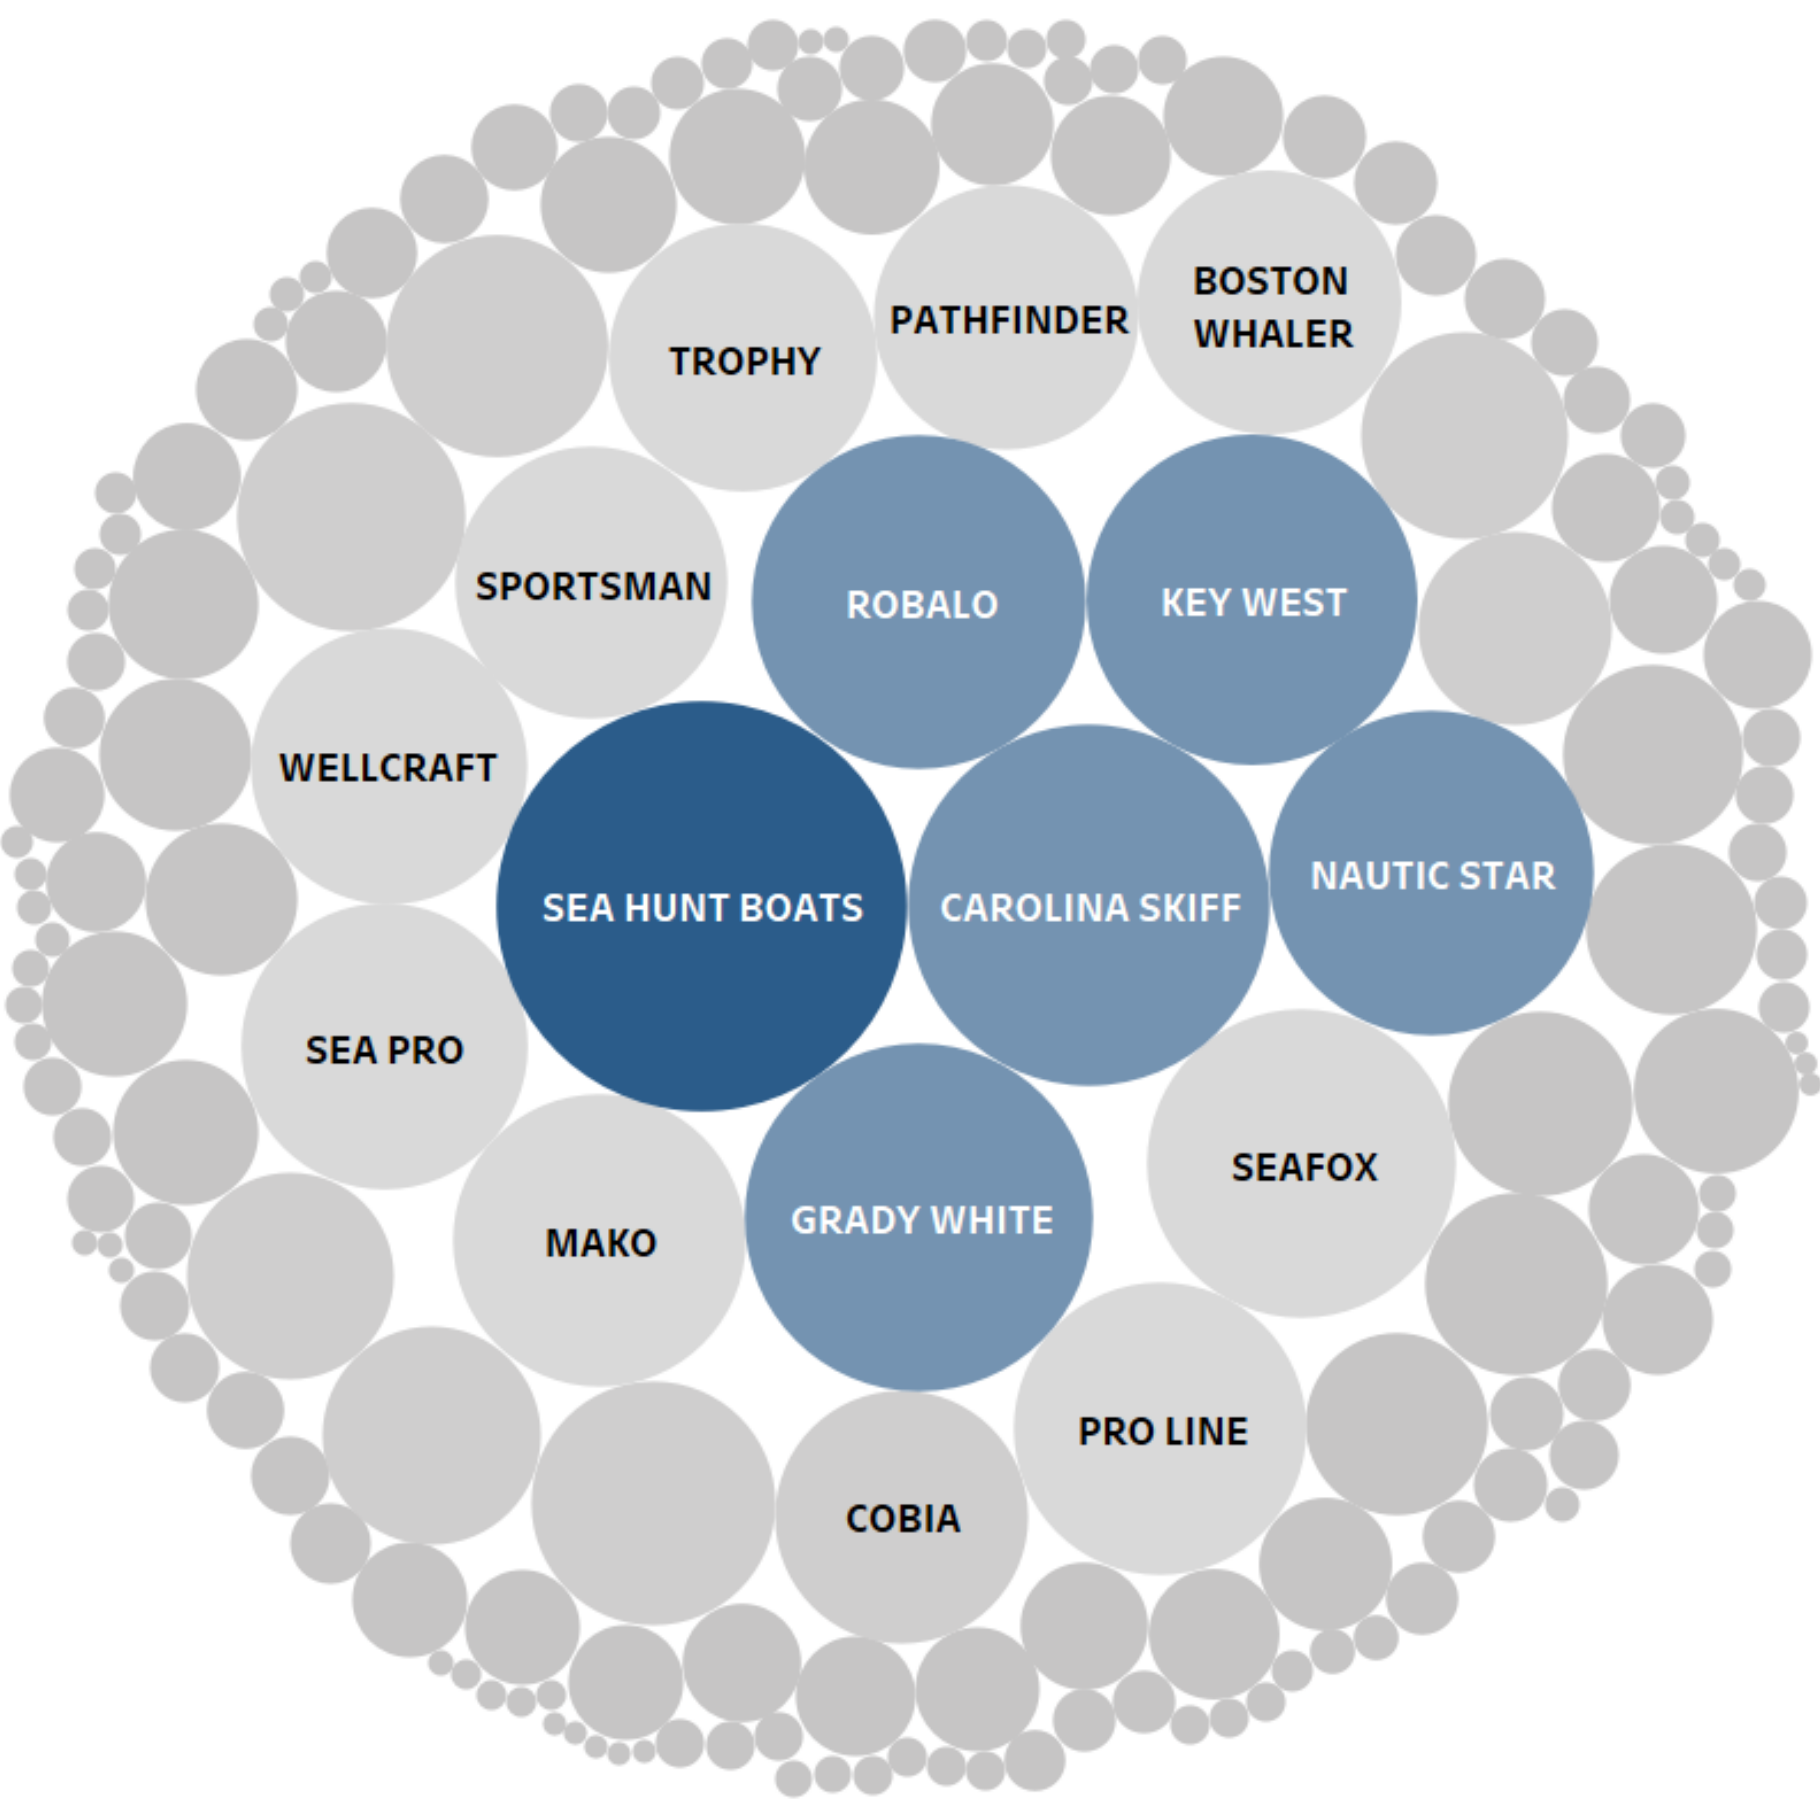 BOSTON
WHALER
PATHFINDER
TROPHY
SPORTSMAN
ROBALO
KEY WEST
WELLCRAFT
SEA HUNT BOATS
CAROLINA SKIFF
NAUTIC STAR
SEA PRO
SEAFOX
MAKO
GRADY WHITE
PRO LINE
COBIA